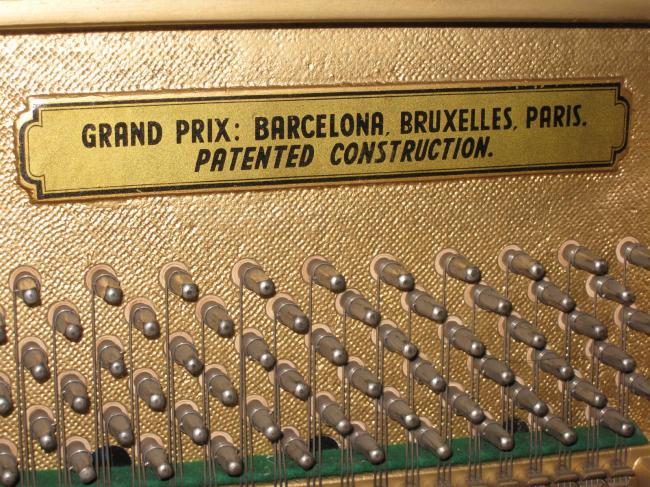 GRAND PRIX: BARCELONA, BRUXELLES, PARIS.
PATENTED CONSTRUCTION.